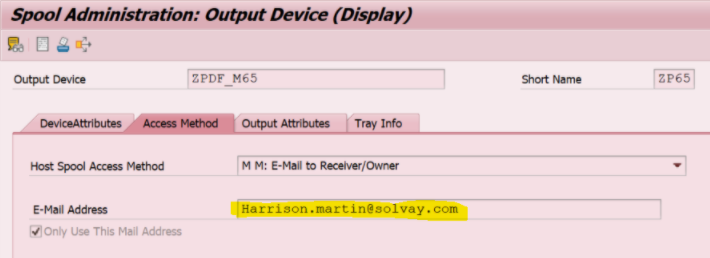 Spool Administration: Output Device (Display)
Output Device ZPDF_M65 Short Name ZP65
DeviceAttributes Access Method Output Attributes Tray Info
Host Spool Access Method M M: E-Mail to Receiver/Owner
E-Mail Address Harrison.martin@solvay.com
Only Use This Mail Address